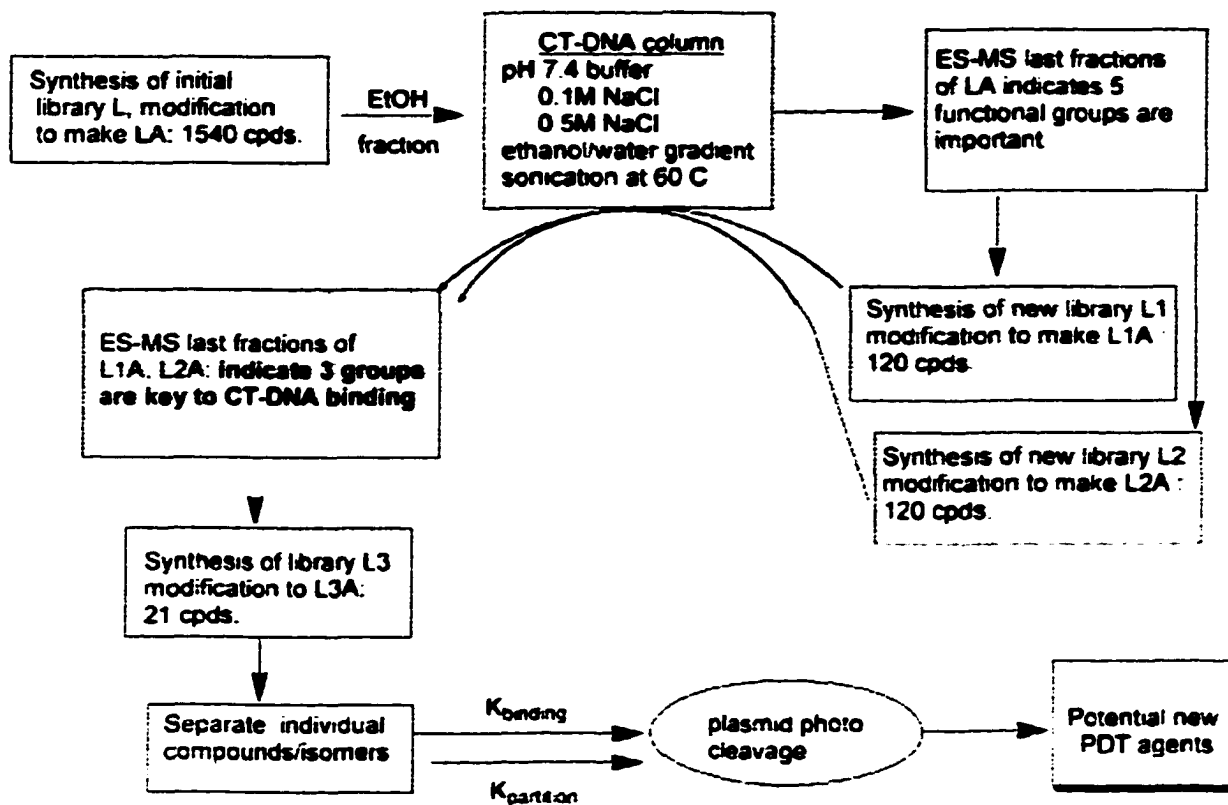 Synthesis of initial
library L, modification
to make LA: 1540 cpds.
EtOH
fraction
CT-DNA column
pH 7.4 buffer
0.1M NaCl
0 5M NaCl
ethanol/water gradient
sonication at 60 C
ES-MS last fractions
of LA indicates 5
functional groups are
important
Synthesis of new library L1
modification to make L1A :
120 cpds.
Synthesis of new library L2
modification to make L2A :
120 cpds.
ES-MS last fractions of
L1A. L2A: indicate 3 groups
are key to CT-DNA binding
Synthesis of library L3
modification to L3A:
21 cpds.
Separate individual
compounds/isomers
Kbinding
Kpartition
plasmid photo
cleavage
Potential new
PDT agents